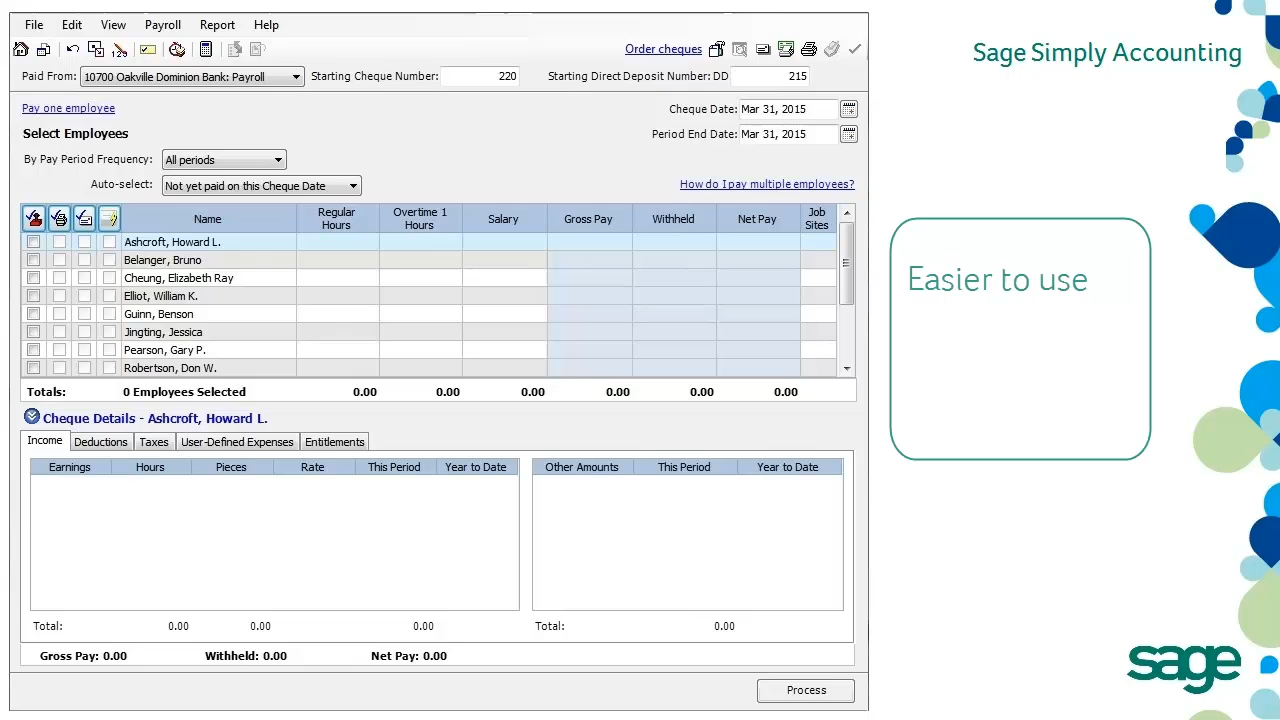 File Edit View Payroll Report Help
Order cheques
Paid From: 10700 Oakville Dominion Bank: Payroll Starting Cheque Number: 220 Starting Direct Deposit Number: DD 215
Pay one employee
Cheque Date: Mar 31, 2015
Select Employees
Period End Date: Mar 31, 2015
By Pay Period Frequency: All periods
Auto-select: Not yet paid on this Cheque Date
How do I pay multiple employees?
Name Regular Hours Overtime 1 Hours Salary Gross Pay Withheld Net Pay Job Sites
Ashcroft, Howard L.
Belanger, Bruno
Cheung, Elizabeth Ray
Elliot, William K.
Guinn, Benson
Jingting, Jessica
Pearson, Gary P.
Robertson, Don W.
Totals: 0 Employees Selected 0.00 0.00 0.00 0.00 0.00 0.00
Cheque Details - Ashcroft, Howard L.
Income Deductions Taxes User-Defined Expenses Entitlements
Earnings Hours Pieces Rate This Period Year to Date Other Amounts This Period Year to Date
Total: 0.00 0.00 0.00 Total: 0.00
Gross Pay: 0.00 Withheld: 0.00 Net Pay: 0.00
Process
Sage Simply Accounting
Easier to use
sage